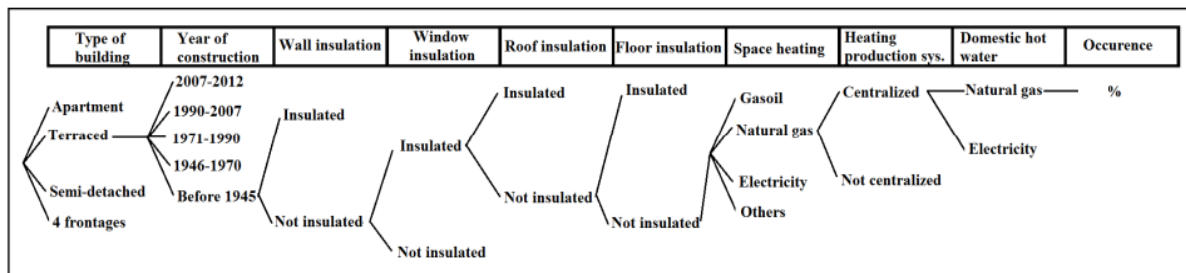 Type of building
Year of construction
Wall insulation
Window insulation
Roof insulation
Floor insulation
Space heating
Heating production sys.
Domestic hot water
Occurence
Apartment
Terraced
Semi-detached
4 frontages
2007-2012
1990-2007
1971-1990
1946-1970
Before 1945
Insulated
Not insulated
Insulated
Not insulated
Insulated
Not insulated
Insulated
Not insulated
Gasoil
Natural gas
Electricity
Others
Centralized
Not centralized
Natural gas
Electricity
%